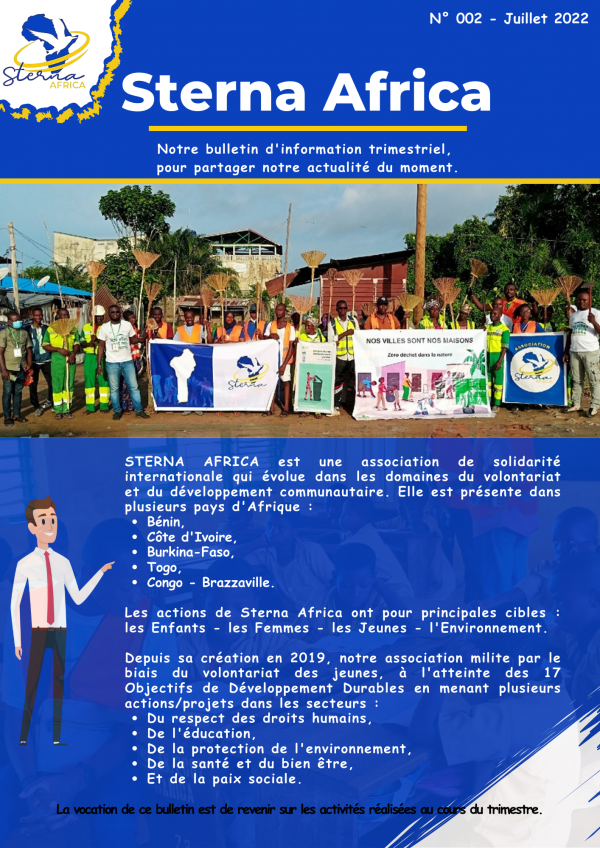 N° 002 - Juillet 2022
Sterna
AFRICA
Sterna Africa
Notre bulletin d'information trimestriel,
pour partager notre actualité du moment.
NOS VILLES SONT NOS MAISONS
Zéro déchet dans la nature
Sterna
ASSOCIATION
STERNA AFRICA est une association de solidarité
internationale qui évolue dans les domaines du volontariat
et du développement communautaire. Elle est présente dans
plusieurs pays d'Afrique :
• Bénin,
• Côte d'Ivoire,
• Burkina-Faso,
• Togo,
• Congo - Brazzaville.
Les actions de Sterna Africa ont pour principales cibles :
les Enfants - les Femmes - les Jeunes - l'Environnement.
Depuis sa création en 2019, notre association milite par le
biais du volontariat des jeunes, à l'atteinte des 17
Objectifs de Développement Durables en menant plusieurs
actions/projets dans les secteurs :
• Du respect des droits humains,
• De l'éducation,
• De la protection de l'environnement,
• De la santé et du bien être,
• Et de la paix sociale.
La vocation de ce bulletin est de revenir sur les activités réalisées au cours du trimestre.